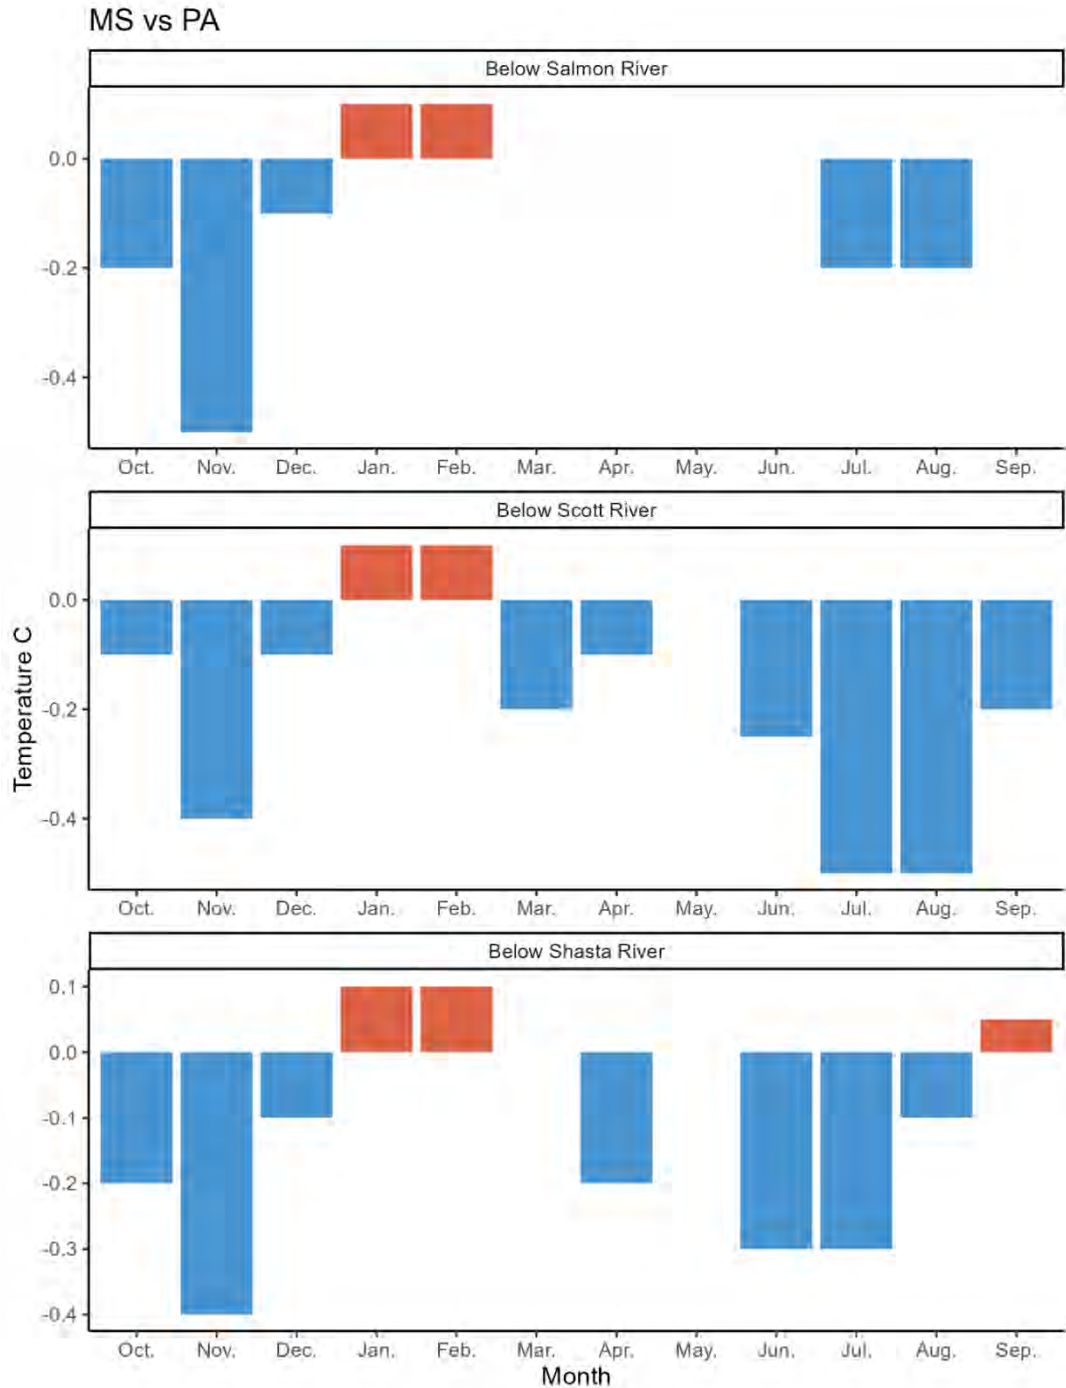 MS vs PA
Below Salmon River
0.0
-0.2
-0.4
Oct. Nov. Dec. Jan. Feb. Mar. Apr. May. Jun. Jul. Aug. Sep.
Below Scott River
Temperature C
0.0
-0.2
-0.4
Oct. Nov. Dec. Jan. Feb. Mar. Apr. May. Jun. Jul. Aug. Sep.
Below Shasta River
0.1
0.0
-0.1
-0.2
-0.3
-0.4
Oct. Nov. Dec. Jan. Feb. Mar. Apr. May. Jun. Jul. Aug. Sep.
Month